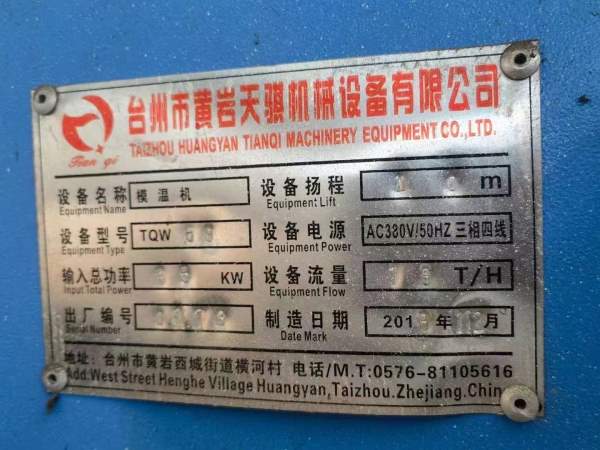 台州市黄岩天骐机械设备有限公司
TAIZHOU HUANGYAN TIANQI MACHINERY EQUIPMENT CO.,LTD.
Tian qi
设备名称 模温机 设备扬程 m
Equipment Name Equipment Lift
设备型号 TQW 设备电源 AC380V/50HZ 三相四线
Equipment Type Equipment Power
输入总功率 KW 设备流量 T/H
Input Total Power Equipment Flow
出厂编号 制造日期 201 年 月
Serial Number Date Mark
地址: 台州市黄岩西城街道横河村 电话/M.T:0576-81105616
Add:West Street Henghe Village Huangyan,Taizhou.Zhejiang.China